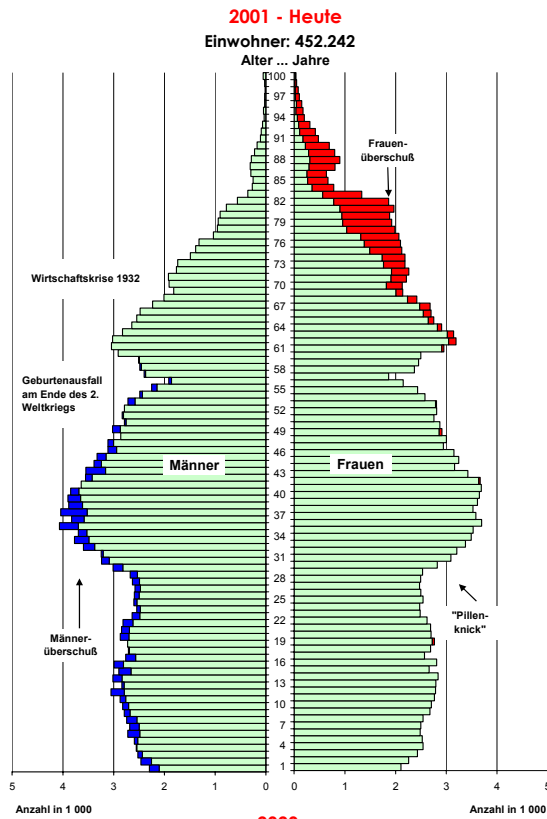 2001 - Heute
Einwohner: 452.242
Alter ... Jahre
100
97
94
91
88
85
82
79
76
73
70
67
64
61
58
55
52
49
46
43
40
37
34
31
28
25
22
19
16
13
10
7
4
1
Frauen-
überschuß
Wirtschaftskrise 1932
Geburtenausfall
am Ende des 2.
Weltkriegs
Männer
Frauen
Männer-
überschuß
"Pillen-
knick"
5 4 3 2 1 0
0 1 2 3 4 5
Anzahl in 1 000
Anzahl in 1 000